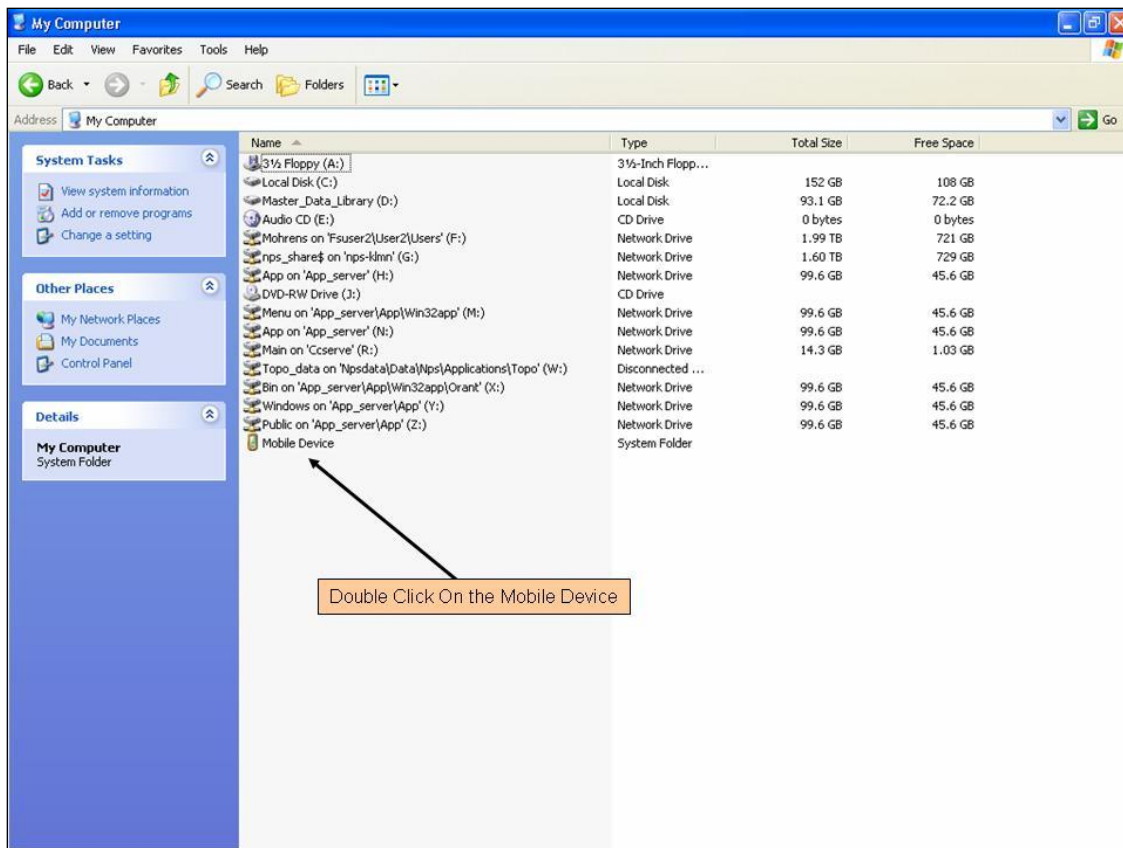 My Computer
File Edit View Favorites Tools Help
Back Search Folders
Address My Computer Go
System Tasks
View system information
Add or remove programs
Change a setting
Other Places
My Network Places
My Documents
Control Panel
Details
My Computer
System Folder
Name Type Total Size Free Space
3½ Floppy (A:) 3½-Inch Flopp...
Local Disk (C:) Local Disk 152 GB 108 GB
Master_Data_Library (D:) Local Disk 93.1 GB 72.2 GB
Audio CD (E:) CD Drive 0 bytes 0 bytes
Mohrens on 'Fsuser2\User2\Users' (F:) Network Drive 1.99 TB 721 GB
nps_share$ on 'nps-klmn' (G:) Network Drive 1.60 TB 729 GB
App on 'App_server' (H:) Network Drive 99.6 GB 45.6 GB
DVD-RW Drive (J:) CD Drive
Menu on 'App_server\App\Win32app' (M:) Network Drive 99.6 GB 45.6 GB
App on 'App_server' (N:) Network Drive 99.6 GB 45.6 GB
Main on 'Ccserve' (R:) Network Drive 14.3 GB 1.03 GB
Topo_data on 'Npsdata\Data\Nps\Applications\Topo' (W:) Disconnected ...
Bin on 'App_server\App\Win32app\Orant' (X:) Network Drive 99.6 GB 45.6 GB
Windows on 'App_server\App' (Y:) Network Drive 99.6 GB 45.6 GB
Public on 'App_server\App' (Z:) Network Drive 99.6 GB 45.6 GB
Mobile Device System Folder
Double Click On the Mobile Device